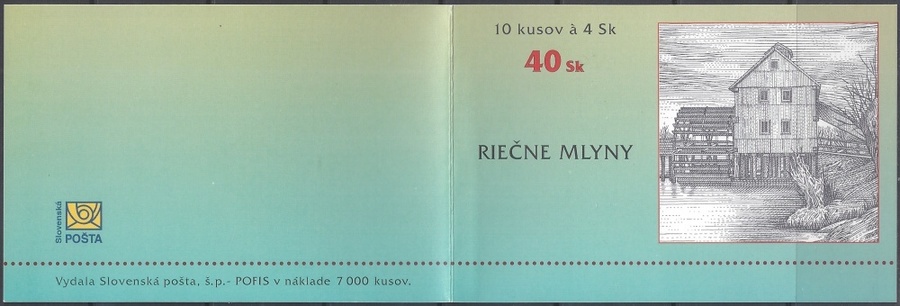 Slovenská
POŠTA
Vydala Slovenská pošta, š.p.- POFIS v náklade 7 000 kusov.
10 kusov à 4 Sk
40 Sk
RIEČNE MLYNY